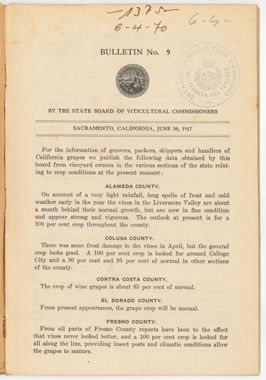 -1375-
6-4-70
6-4
BULLETIN No. 9
BY THE STATE BOARD OF VITICULTURAL COMMISSIONERS
SACRAMENTO, CALIFORNIA, JUNE 30, 1917
For the information of growers, packers, shippers and handlers of
California grapes we publish the following data obtained by this
board from vineyard owners in the various sections of the state relating
to crop conditions at the present moment:
ALAMEDA COUNTY.
On account of a very light rainfall, long spells of frost and cold
weather early in the year the vines in the Livermore Valley are about
a month behind their normal growth, but are now in fine condition
and appear strong and vigorous. The outlook at present is for a
100 per cent crop throughout the county.
COLUSA COUNTY.
There was some frost damage to the vines in April, but the general
crop looks good. A 100 per cent crop is looked for around College
City and a 90 per cent and 95 per cent of normal in other sections
of the county.
CONTRA COSTA COUNTY.
The crop of wine grapes is about 85 per cent of normal.
EL DORADO COUNTY.
From present appearances, the grape crop will be normal.
FRESNO COUNTY.
From all parts of Fresno County reports have been to the effect
that vines never looked better, and a 100 per cent crop is looked for
all along the line, providing insect pests and climatic conditions allow
the grapes to mature.